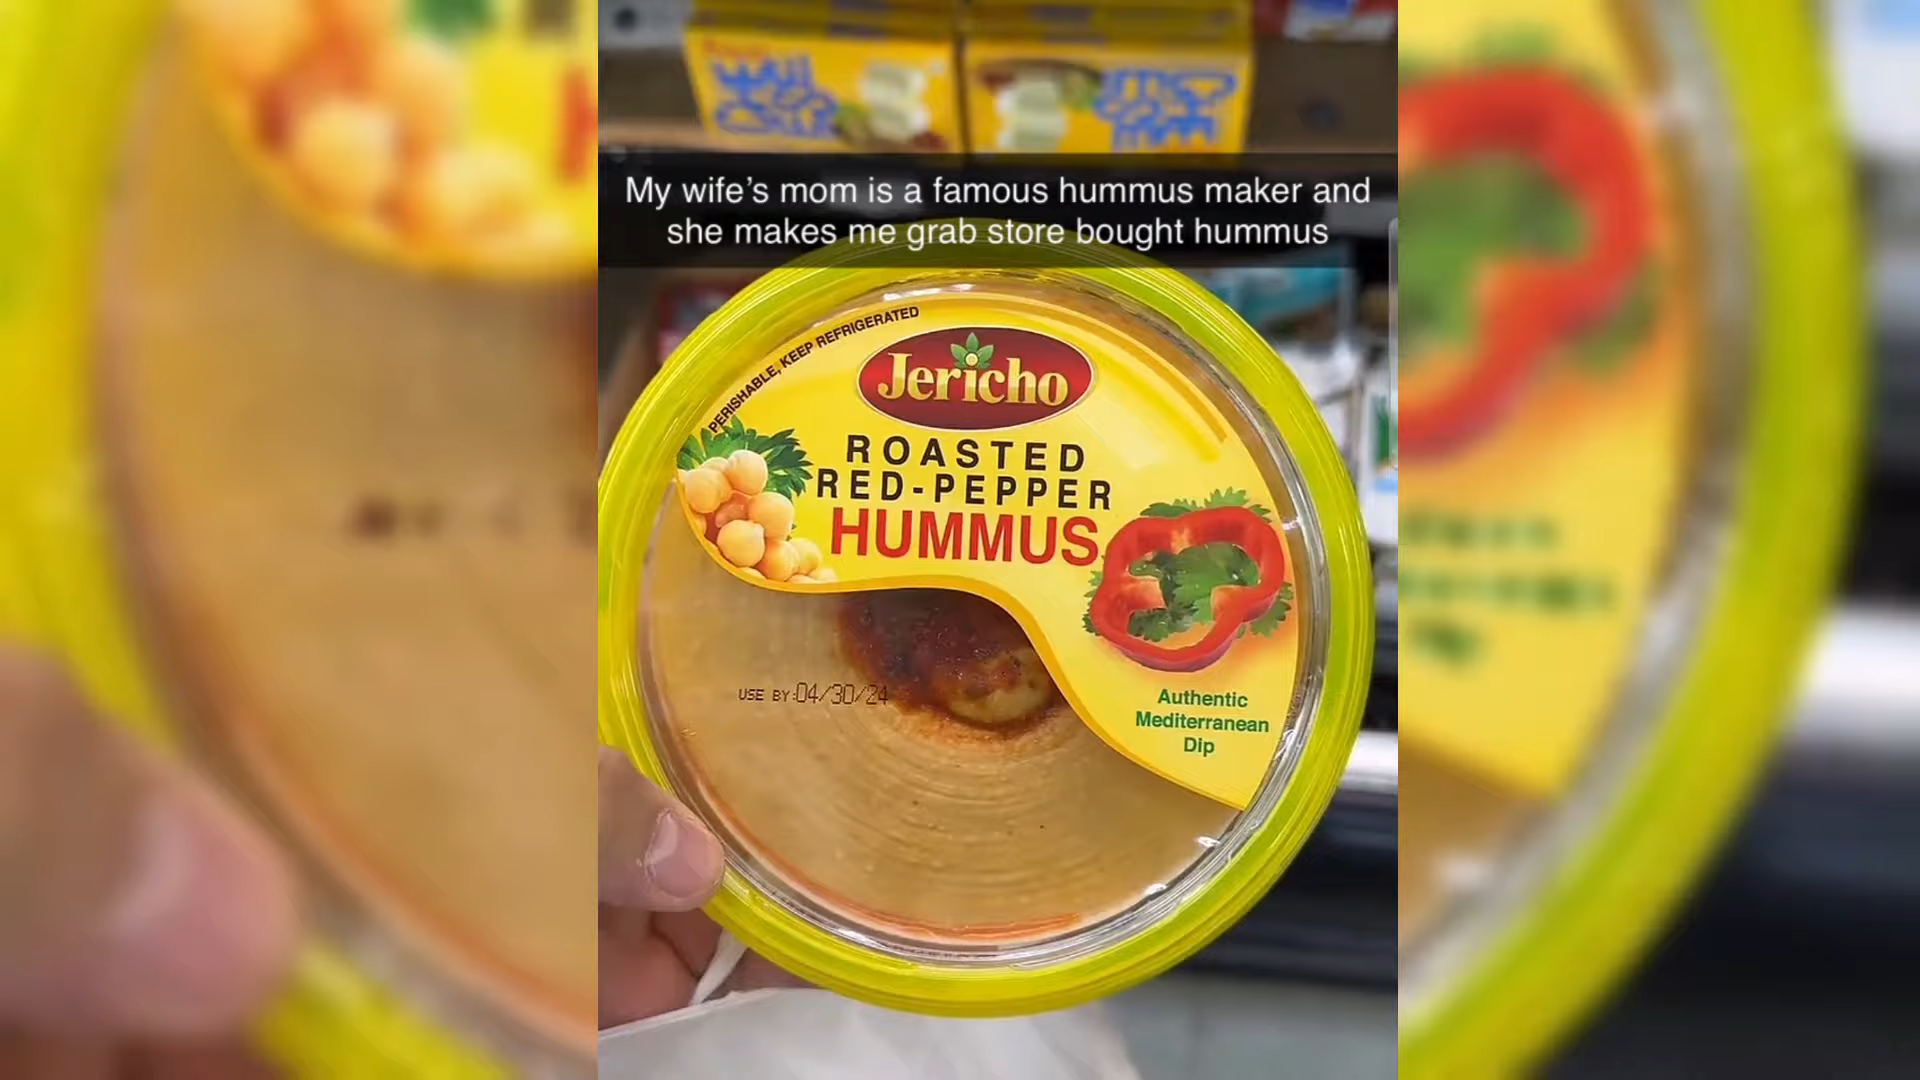 My wife's mom is a famous hummus maker and
she makes me grab store bought hummus
PERISHABLE, KEEP REFRIGERATED
Jericho
ROASTED
RED-PEPPER
HUMMUS
USE BY:04/30/24
Authentic
Mediterranean
Dip